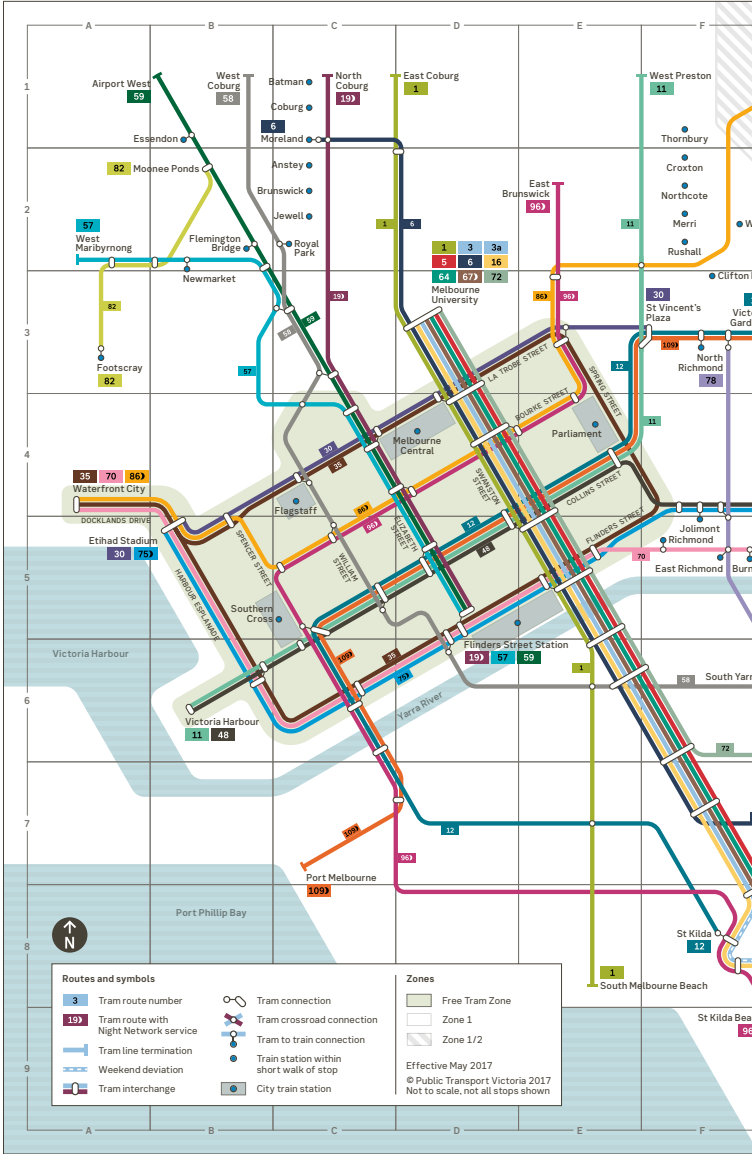 A B C D E F
1
Airport West
59
West
Coburg
58
Batman
Coburg
6
Moreland
North
Coburg
19
East Coburg
1
West Preston
11
Essendon
82 Moonee Ponds
Anstey
Brunswick
Jewell
Royal
Park
Thornbury
Croxton
Northcote
Merri
Rushall
W
Clifton
2
57
West
Maribyrnong
Flemington
Bridge
Newmarket
East
Brunswick
96
1
6
11
1 3 3a
5 6 16
64 67 72
Melbourne
University
86 96
30
St Vincent's
Plaza
Victo
Gard
3
82
19
58
59
57
Footscray
82
LA TROBE STREET
SPRING STREET
BOURKE STREET
12
109
North
Richmond
78
11
4
35 70 86
Waterfront City
DOCKLANDS DRIVE
Etihad Stadium
30 75
30
35
Melbourne
Central
Parliament
Flagstaff
86
96
SWANSTON
STREET
COLLINS STREET
ELIZABETH
STREET
12
48
FLINDERS STREET
SPENCER STREET
WILLIAM
STREET
HARBOUR ESPLANADE
Jolimont
Richmond
70
East Richmond
Burn
5
Southern
Cross
Flinders Street Station
19 57 59
109
35
75
1
58
South Yarr
Victoria Harbour
6
Victoria Harbour
11 48
Yarra River
72
7
109
12
96
Port Melbourne
109
Port Phillip Bay
8
N
St Kilda
12
1
South Melbourne Beach
St Kilda Bea
96
9
Routes and symbols
3 Tram route number
19 Tram route with
Night Network service
Tram line termination
Weekend deviation
Tram interchange
Tram connection
Tram crossroad connection
Tram to train connection
Train station within
short walk of stop
City train station
Zones
Free Tram Zone
Zone 1
Zone 1/2
Effective May 2017
© Public Transport Victoria 2017
Not to scale, not all stops shown
A B C D E F